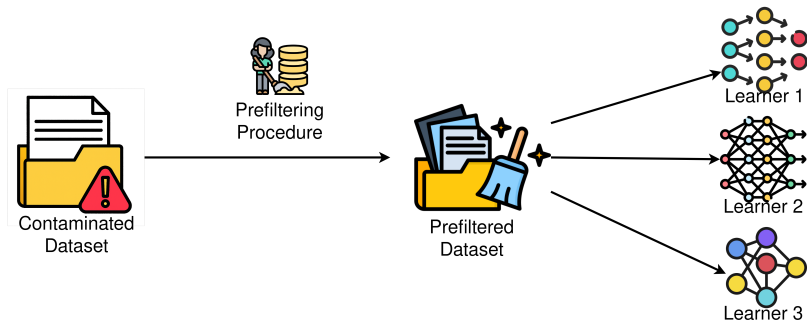 Prefiltering
Procedure
Contaminated
Dataset
Prefiltered
Dataset
Learner 1
Learner 2
Learner 3